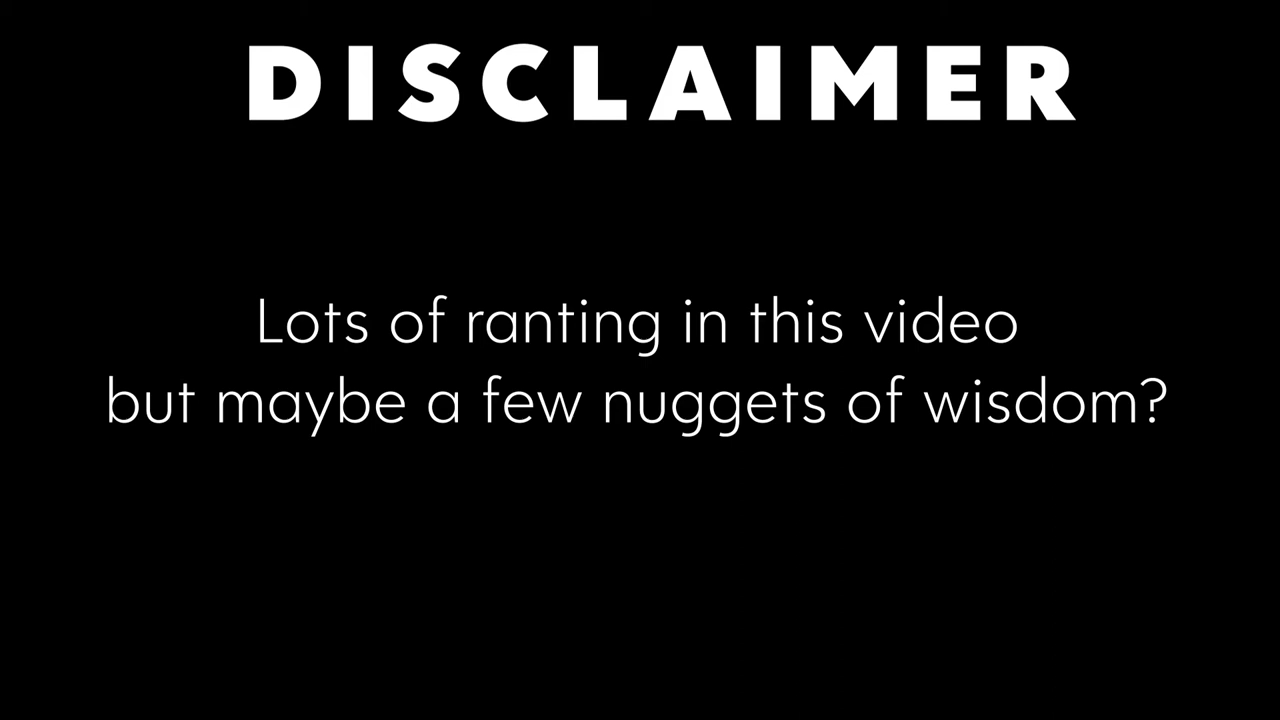 DISCLAIMER
Lots of ranting in this video
but maybe a few nuggets of wisdom?